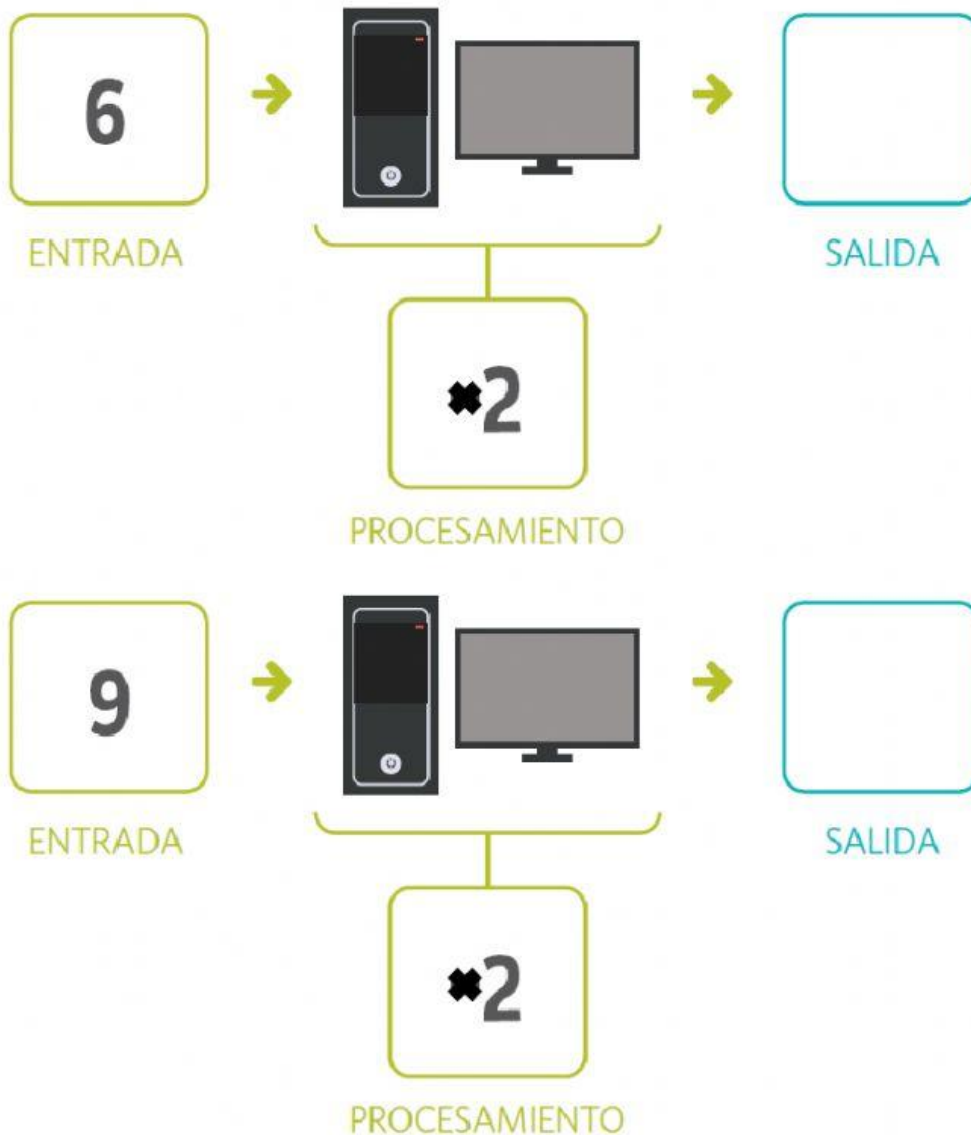 6
ENTRADA
SALIDA
✖2
PROCESAMIENTO
9
ENTRADA
SALIDA
✖2
PROCESAMIENTO